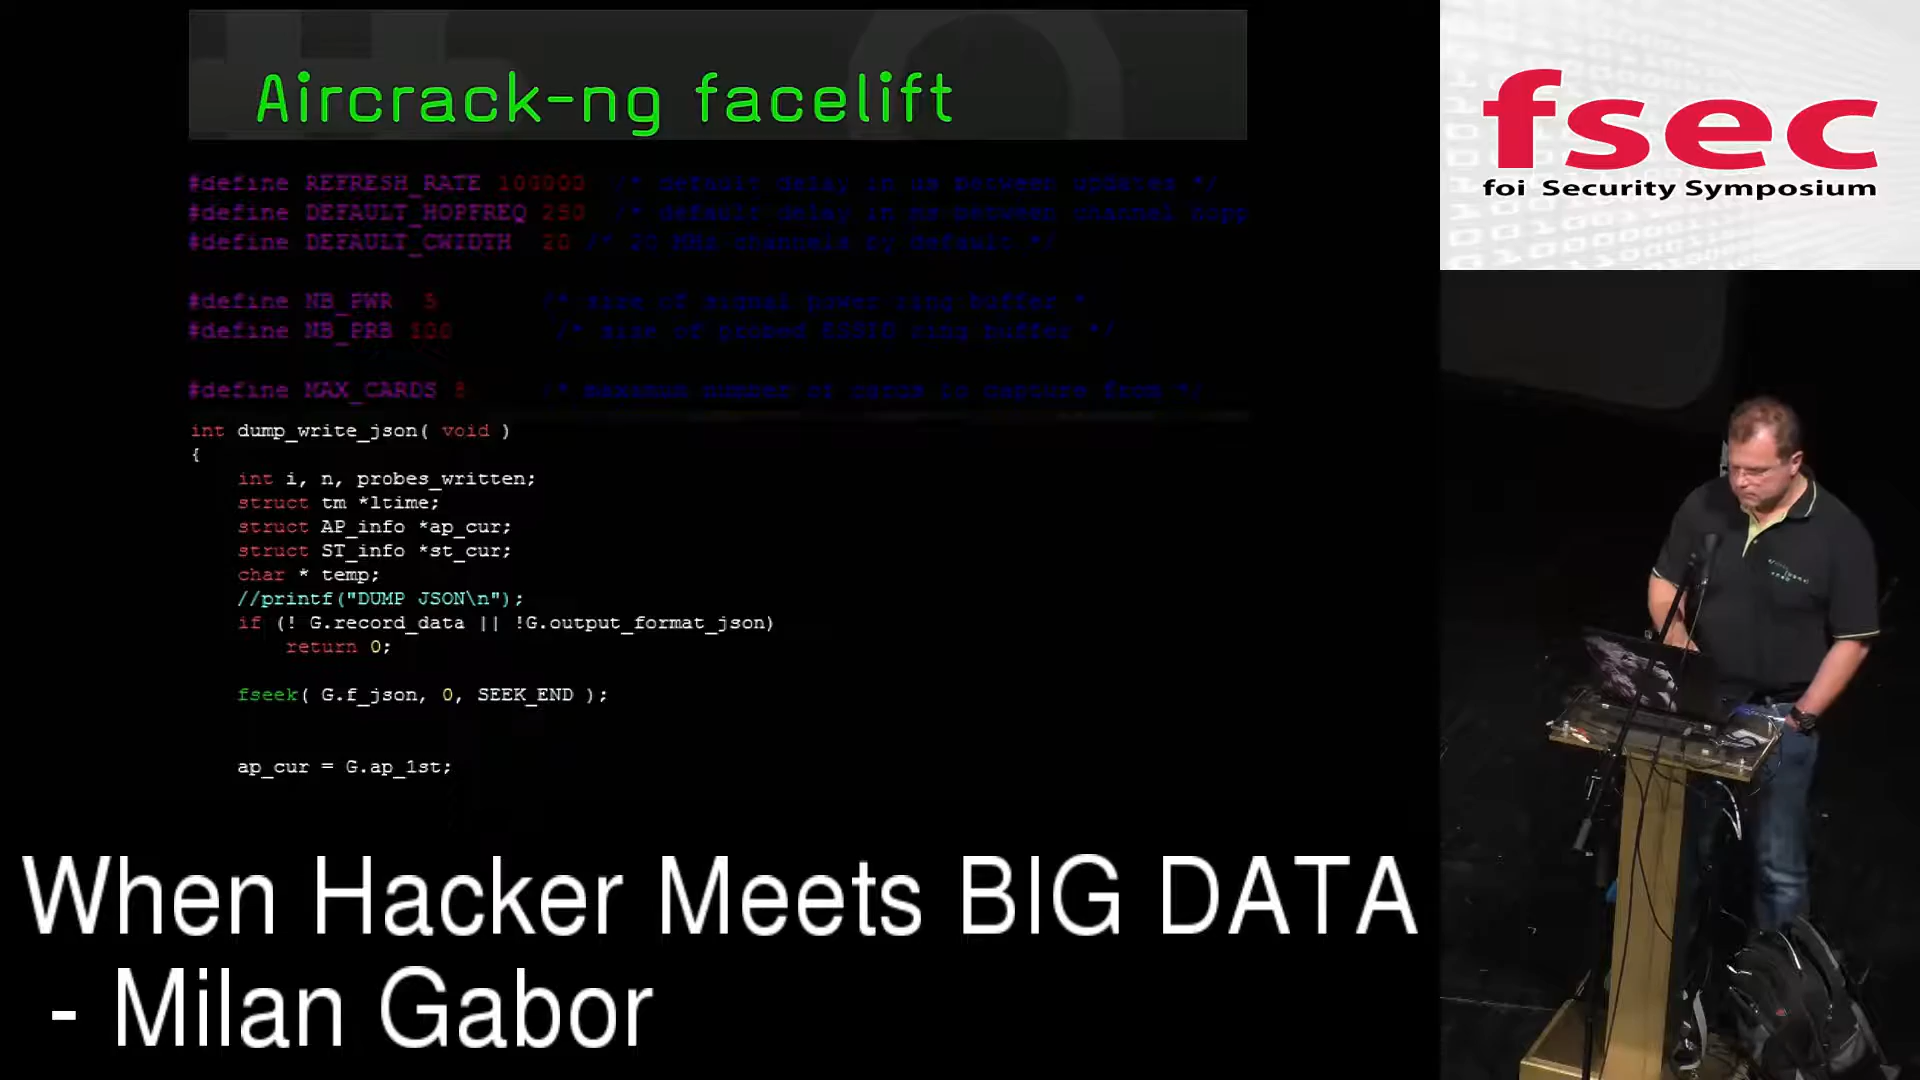 Aircrack-ng facelift
#define REFRESH_RATE 100000 /* default delay in us between updates */
#define DEFAULT_HOPFREQ 250 /* default delay in ms between channel hopp
#define DEFAULT_CWIDTH 20 /* 20 MHz channels by default */
#define NB_PWR 5 /* size of signal power ring buffer *
#define NB_PRB 100 /* size of probed ESSID ring buffer */
#define MAX_CARDS 8 /* maximum number of cards to capture from */
int dump_write_json( void )
{
int i, n, probes_written;
struct tm *ltime;
struct AP_info *ap_cur;
struct ST_info *st_cur;
char * temp;
//printf("DUMP JSON\n");
if (! G.record_data || !G.output_format_json)
return 0;
fseek( G.f_json, 0, SEEK_END );
ap_cur = G.ap_1st;
When Hacker Meets BIG DATA
- Milan Gabor
fsec
foi Security Symposium